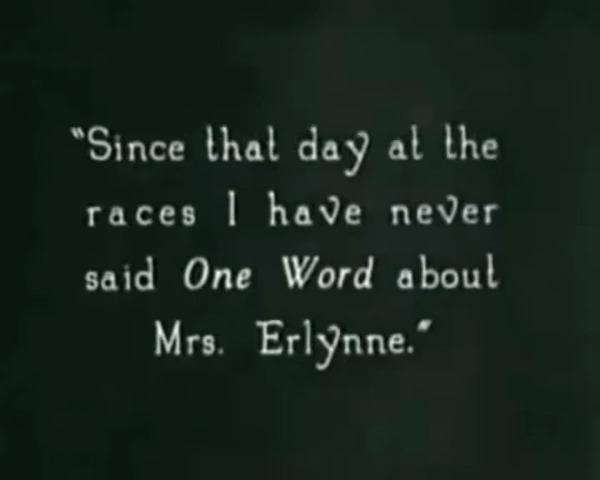 "Since that day at the
races I have never
said One Word about
Mrs. Erlynne."